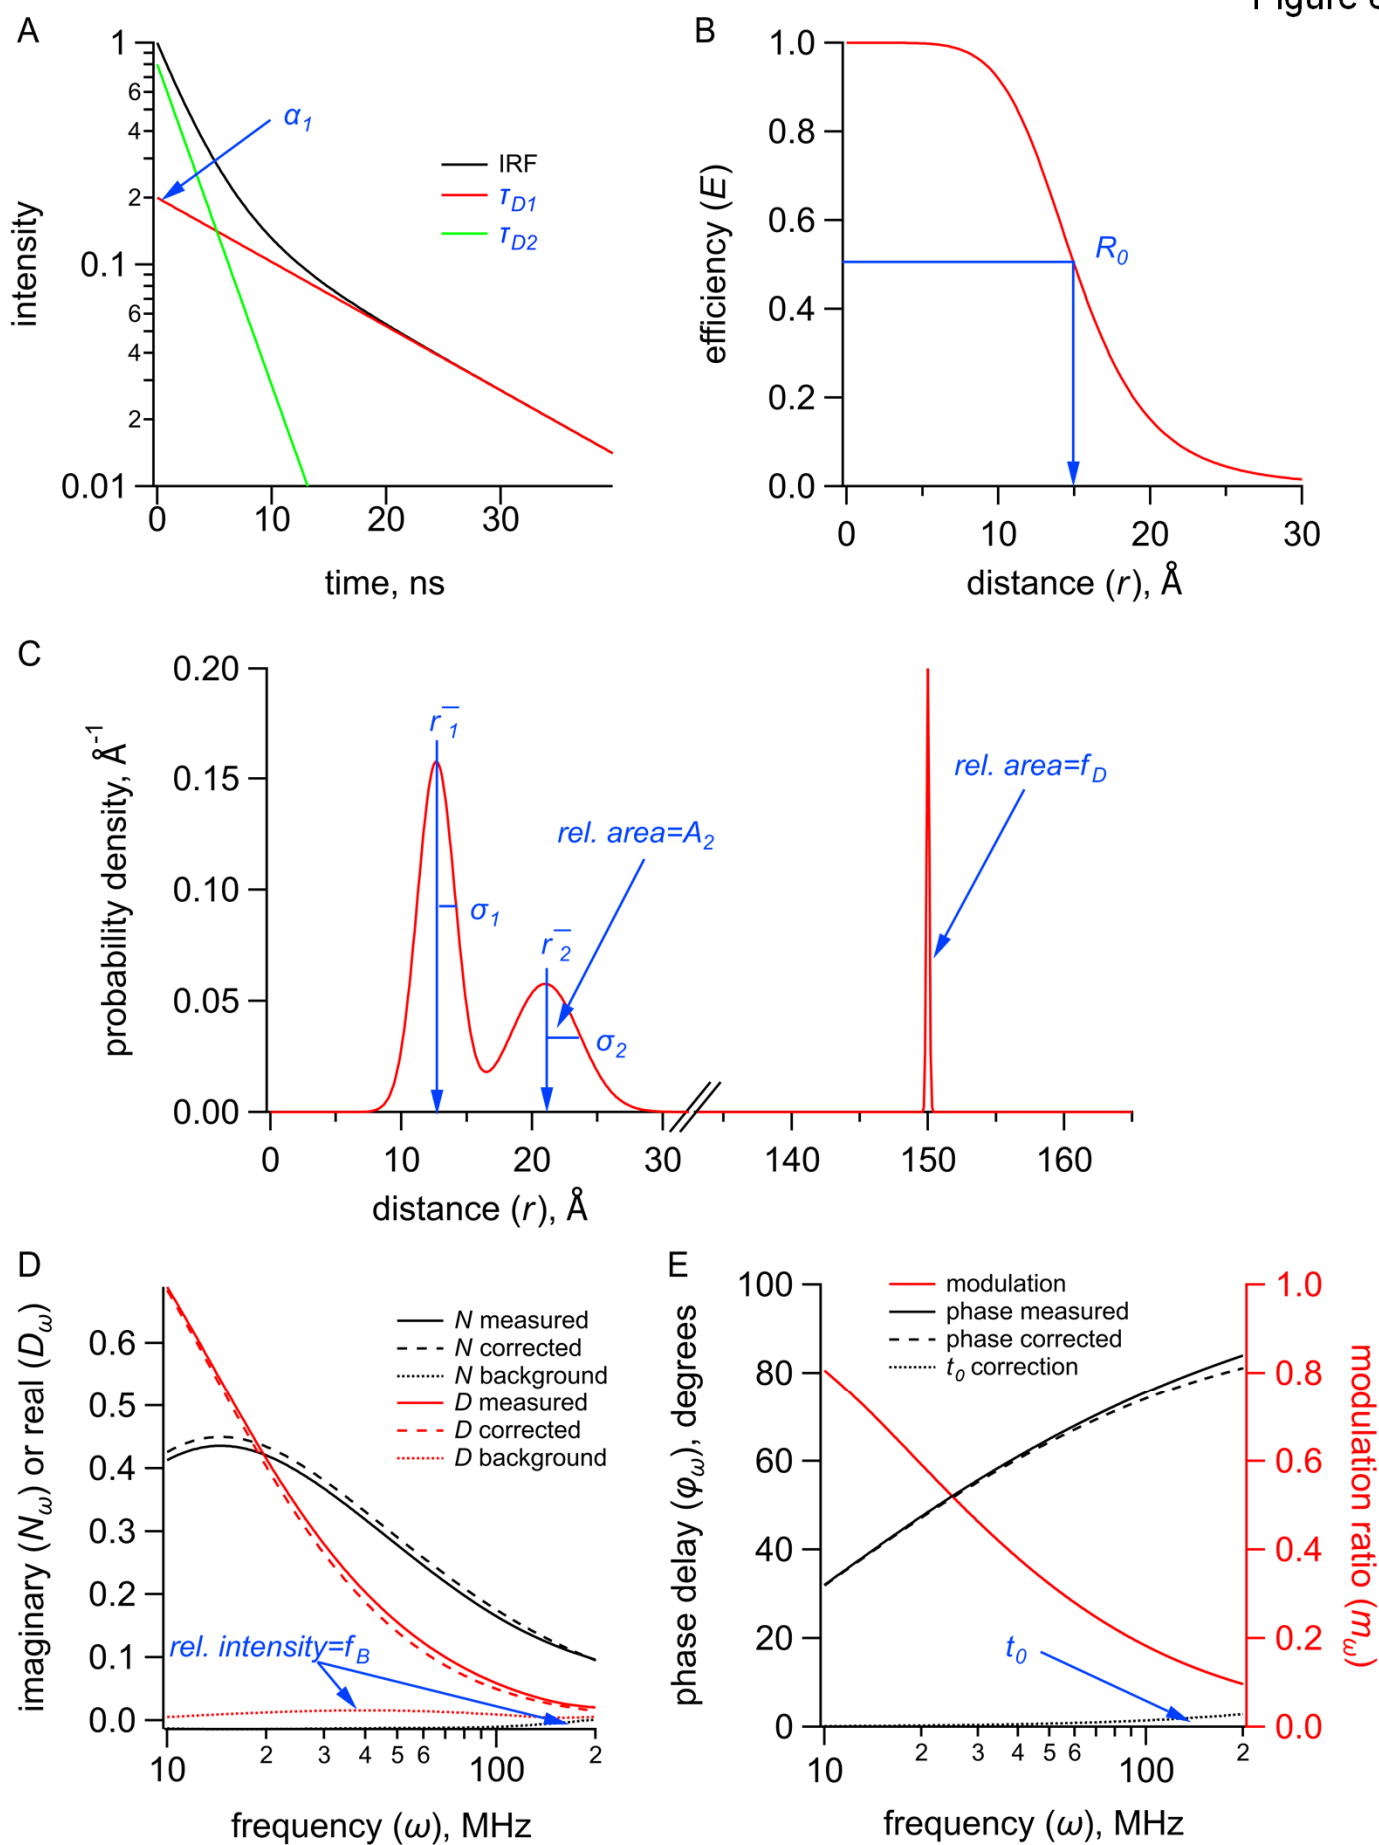 Figure
A
1
6
4
2
0.1
6
4
2
0.01
0
10
20
30
intensity
time, ns
α1
IRF
τD1
τD2
B
1.0
0.8
0.6
0.4
0.2
0.0
0
10
20
30
efficiency (E)
distance (r), Å
R0
C
0.20
0.15
0.10
0.05
0.00
0
10
20
30
140
150
160
probability density, Å-1
distance (r), Å
r̄1
σ1
r̄2
σ2
rel. area=A2
rel. area=fD
D
0.6
0.5
0.4
0.3
0.2
0.1
0.0
10
2
3
4
5
6
100
2
imaginary (Nω) or real (Dω)
frequency (ω), MHz
N measured
N corrected
N background
D measured
D corrected
D background
rel. intensity=fB
E
100
80
60
40
20
0
10
2
3
4
5
6
100
2
phase delay (φω), degrees
frequency (ω), MHz
modulation
phase measured
phase corrected
t0 correction
t0
1.0
0.8
0.6
0.4
0.2
0.0
modulation ratio (mω)